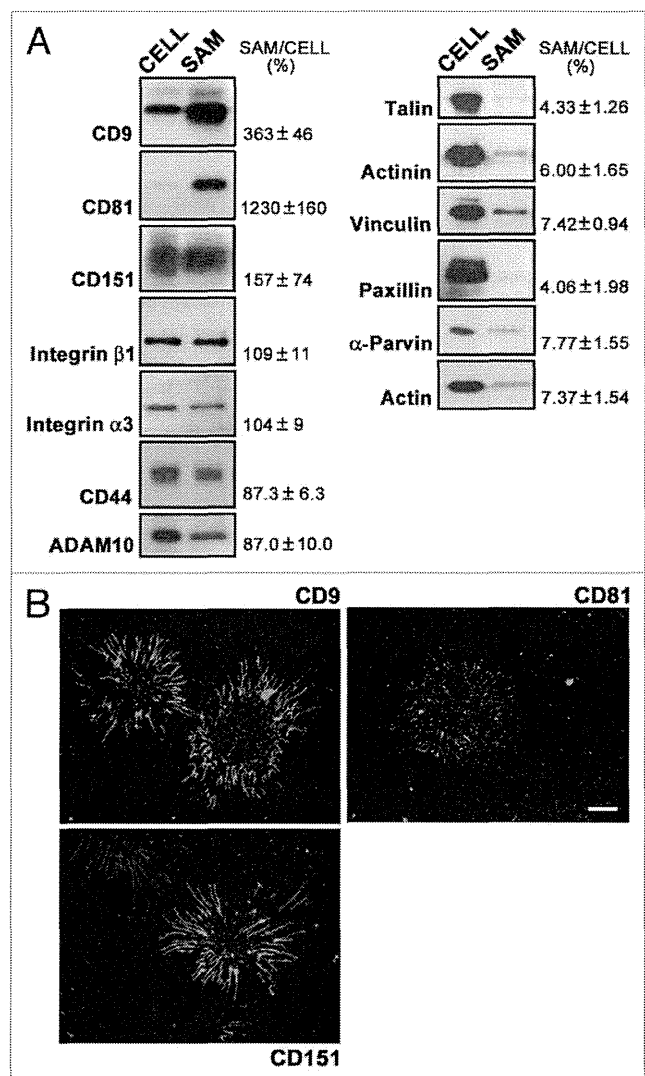 A
CELL SAM SAM/CELL (%)
CD9 363±46
CD81 1230±160
CD151 157±74
Integrin β1 109±11
Integrin α3 104±9
CD44 87.3±6.3
ADAM10 87.0±10.0
CELL SAM SAM/CELL (%)
Talin 4.33±1.26
Actinin 6.00±1.65
Vinculin 7.42±0.94
Paxillin 4.06±1.98
α-Parvin 7.77±1.55
Actin 7.37±1.54
B
CD9
CD81
CD151